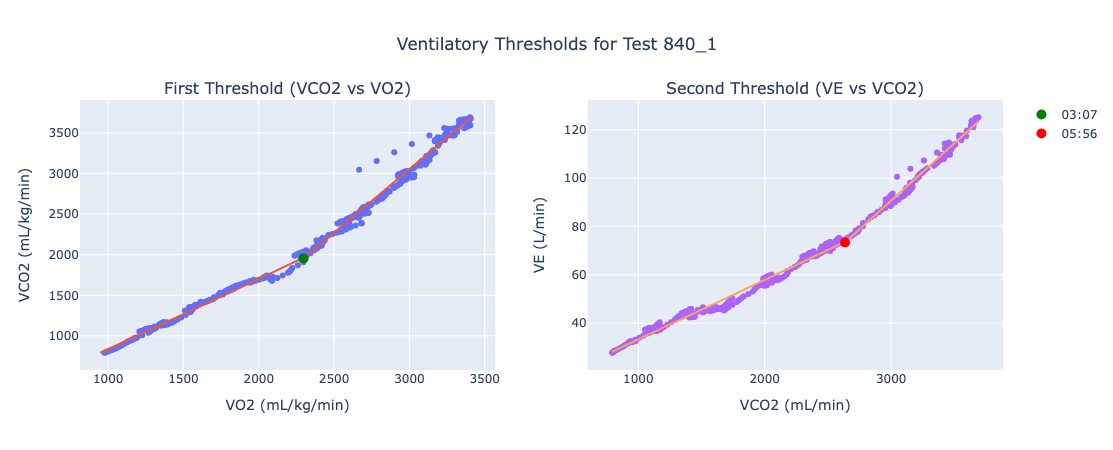 Ventilatory Thresholds for Test 840_1
First Threshold (VCO2 vs VO2)
VCO2 (mL/kg/min)
3500
3000
2500
2000
1500
1000
1000 1500 2000 2500 3000 3500
VO2 (mL/kg/min)
Second Threshold (VE vs VCO2)
VE (L/min)
120
100
80
60
40
1000 2000 3000
VCO2 (mL/min)
03:07
05:56